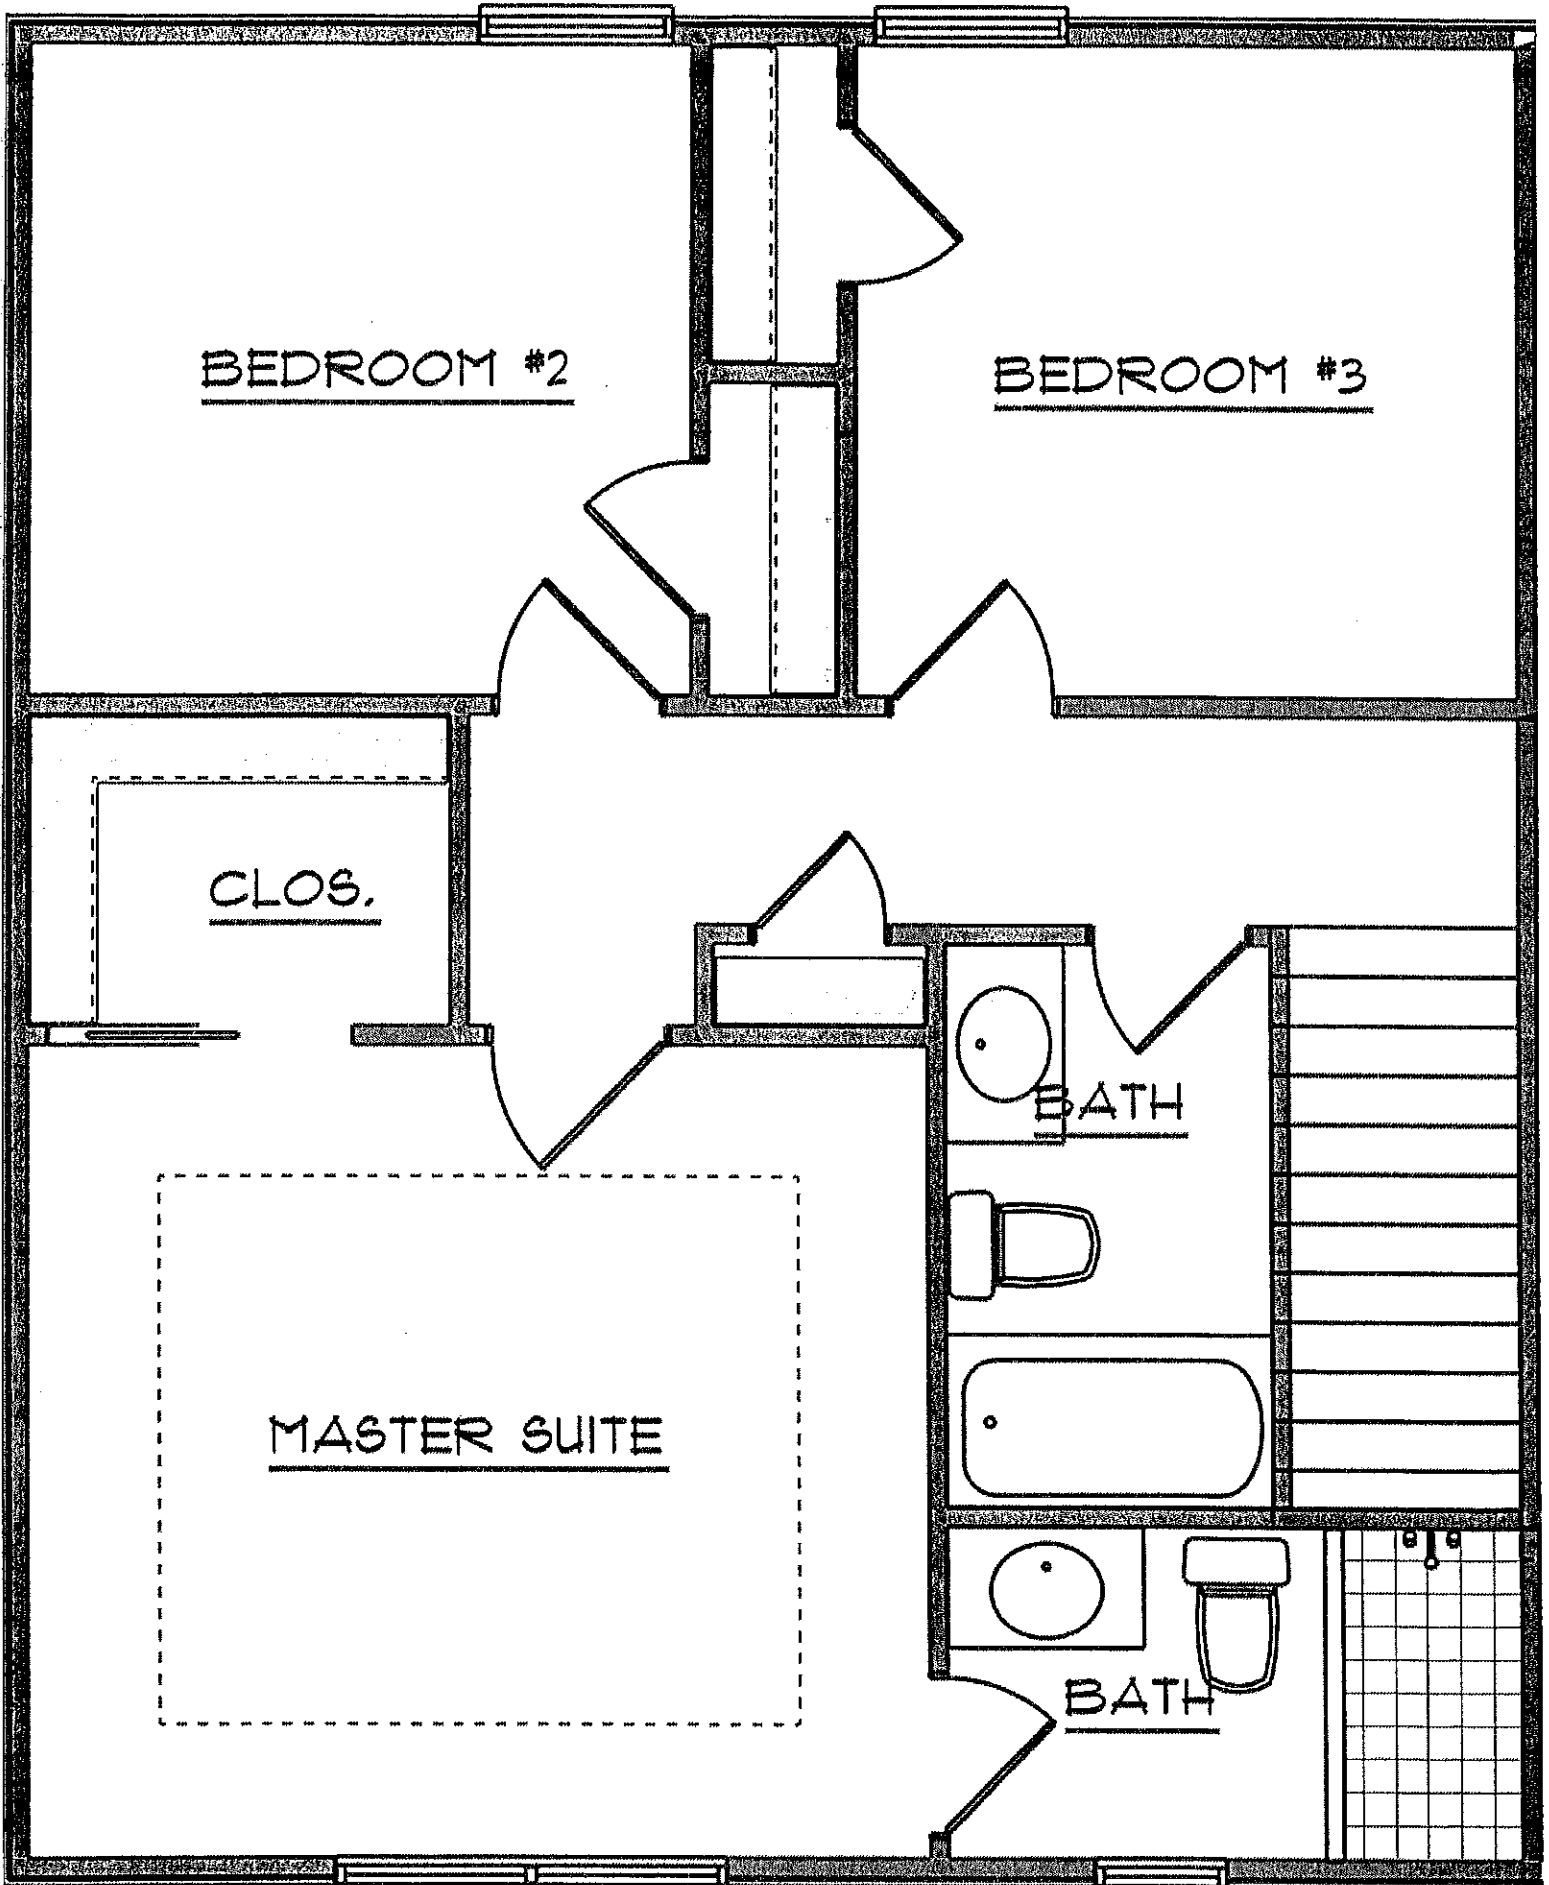 BEDROOM #2
BEDROOM #3
CLOS.
BATH
MASTER SUITE
BATH